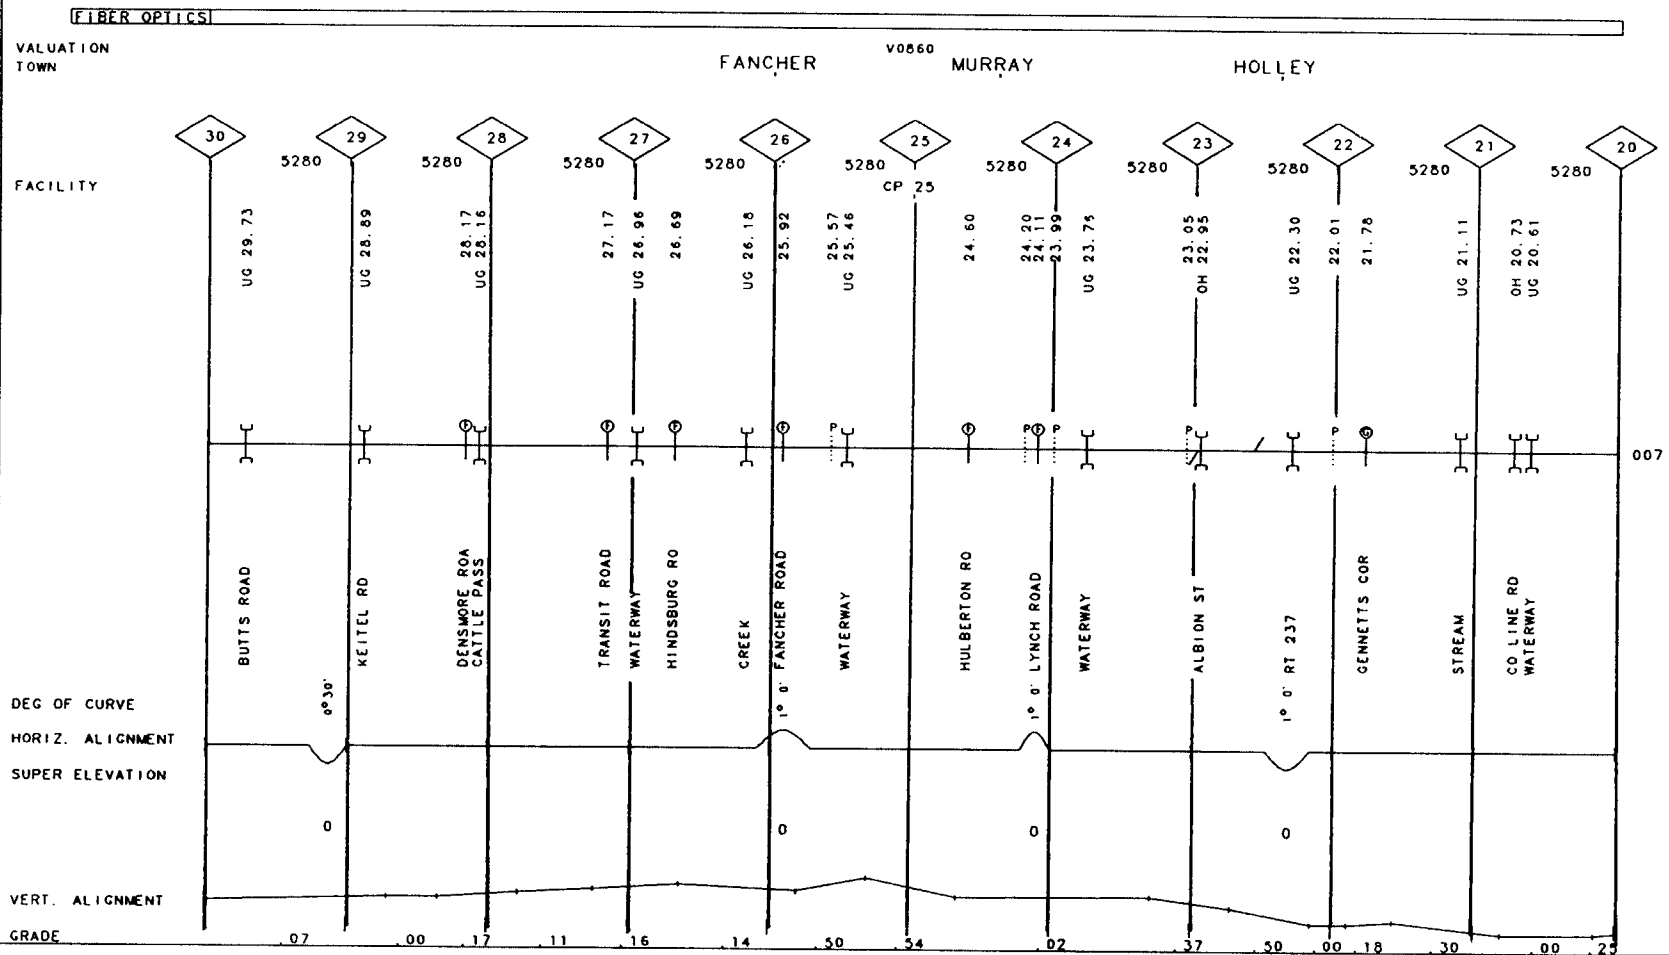 FIBER OPTICS
VALUATION V0860
TOWN FANCHER MURRAY HOLLEY
30 29 28 27 26 25 24 23 22 21 20
5280 5280 5280 5280 5280 5280 5280 5280 5280 5280
FACILITY CP 25
UG 29.73
UG 28.89
28.17
UG 28.16
27.17
UG 26.96
26.69
UG 26.18
25.92
25.57
UG 25.46
24.60
24.20
24.11
23.99
UG 23.75
23.05
OH 22.95
UG 22.30
22.01
21.78
UG 21.11
OH 20.73
UG 20.61
F F F F P F P F P P P G
007
BUTTS ROAD
KEITEL RD
DENSMORE ROA
CATTLE PASS
TRANSIT ROAD
WATERWAY
HINDSBURG RO
CREEK
FANCHER ROAD
WATERWAY
HULBERTON RO
LYNCH ROAD
WATERWAY
ALBION ST
RT 237
GENNETTS COR
STREAM
CO LINE RD
WATERWAY
DEG OF CURVE 0°30' 1° 0' 1° 0' 1° 0'
HORIZ. ALIGNMENT
SUPER ELEVATION
0 0 0 0
VERT. ALIGNMENT
GRADE .07 .00 .17 .11 .16 .14 .50 .54 .02 .37 .50 .00 .18 .30 .00 .25